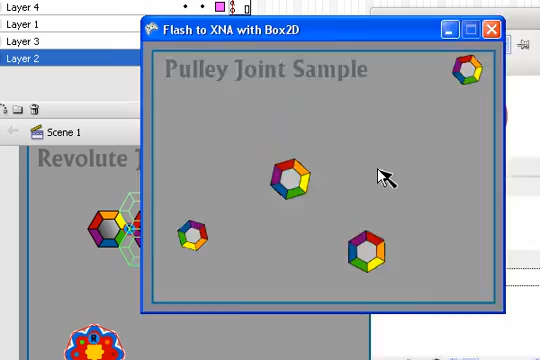 Layer 4
Layer 1
Layer 3
Layer 2
Scene 1
Flash to XNA with Box2D
Pulley Joint Sample
Revolute J
R